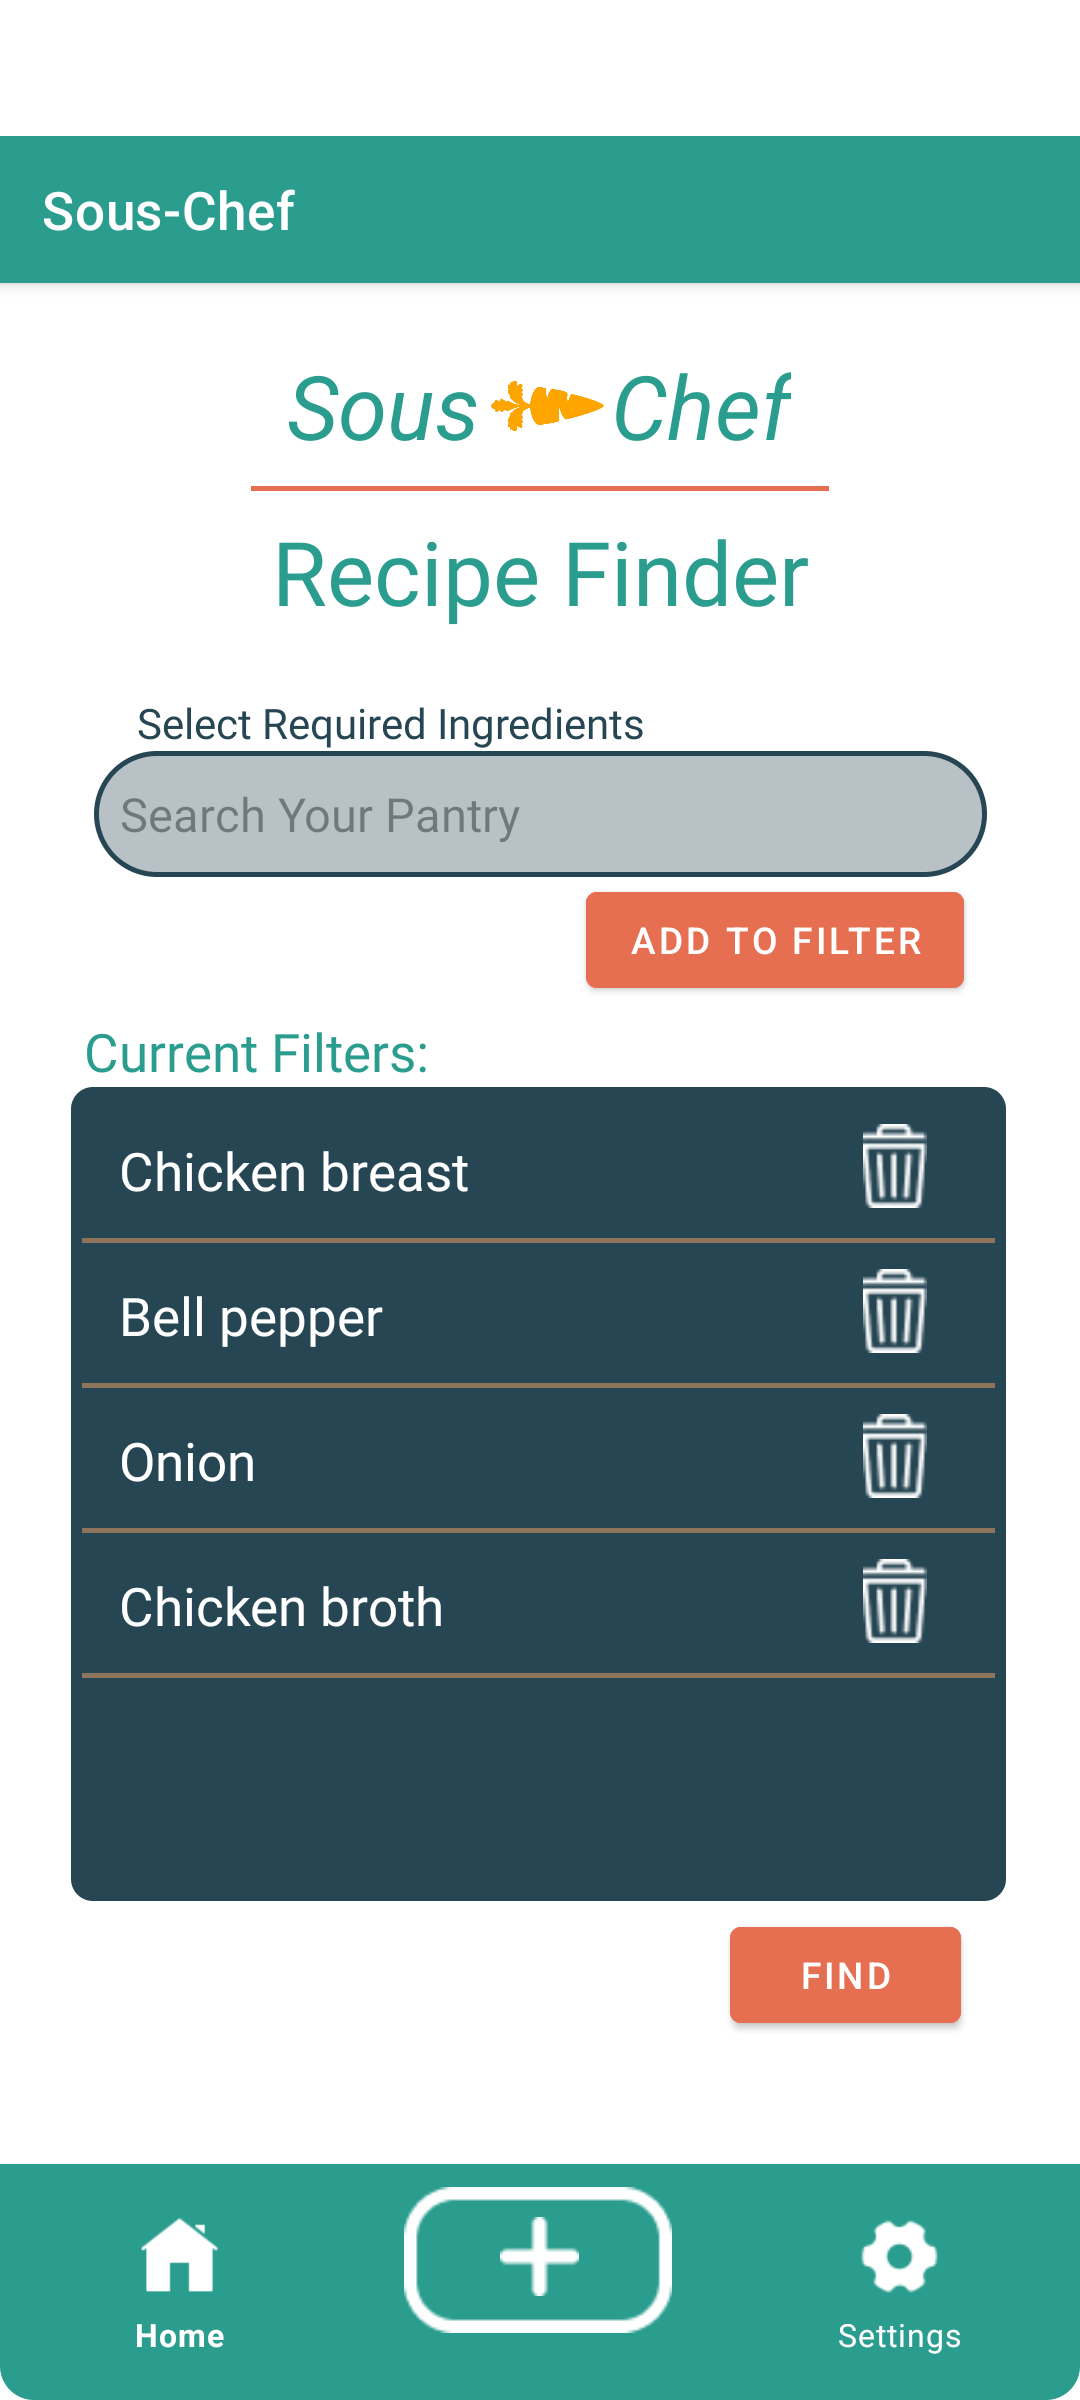 Sous-Chef
Sous Chef
Recipe Finder
Select Required Ingredients
Search Your Pantry
ADD TO FILTER
Current Filters:
Chicken breast
Bell pepper
Onion
Chicken broth
FIND
Home
Settings